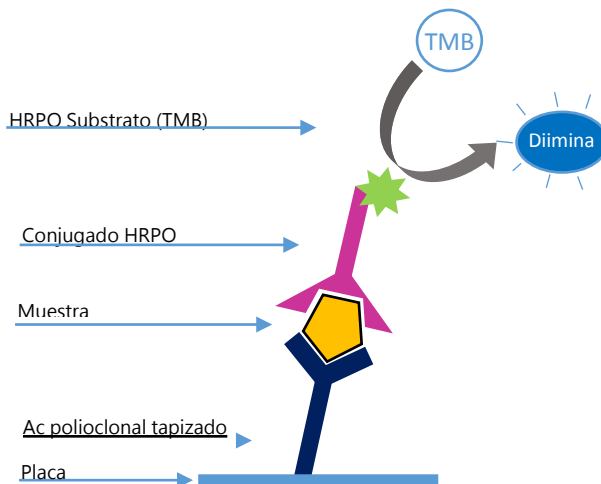 TMB
HRPO Substrato (TMB)
Diimina
Conjugado HRPO
Muestra
Ac polioclonal tapizado
Placa